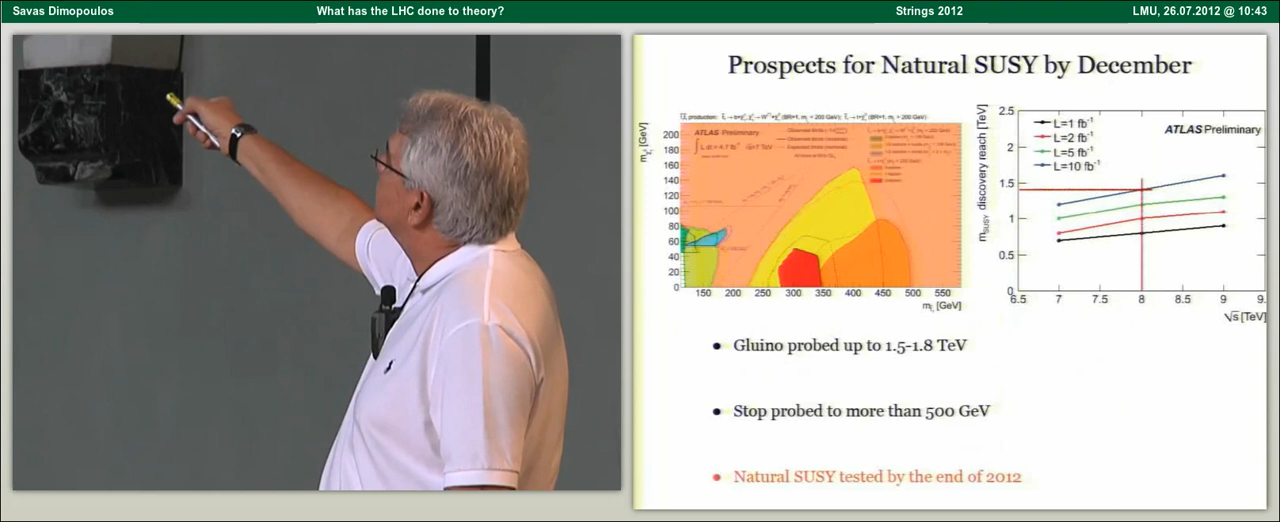 Savas Dimopoulos What has the LHC done to theory? Strings 2012 LMU, 26.07.2012 @ 10:43
Prospects for Natural SUSY by December
ATLAS Preliminary
220
180
160
140
120
100
80
60
40
20
0
150 200 250 300 350 400 450 500 550
[GeV]
m_SUSY discovery reach [TeV]
2.5
2
1.5
1
0.5
0
L=1 fb⁻¹
L=2 fb⁻¹
L=5 fb⁻¹
L=10 fb⁻¹
ATLAS Preliminary
6.5 7 7.5 8 8.5 9 9.5
√s [TeV]
• Gluino probed up to 1.5-1.8 TeV
• Stop probed to more than 500 GeV
• Natural SUSY tested by the end of 2012